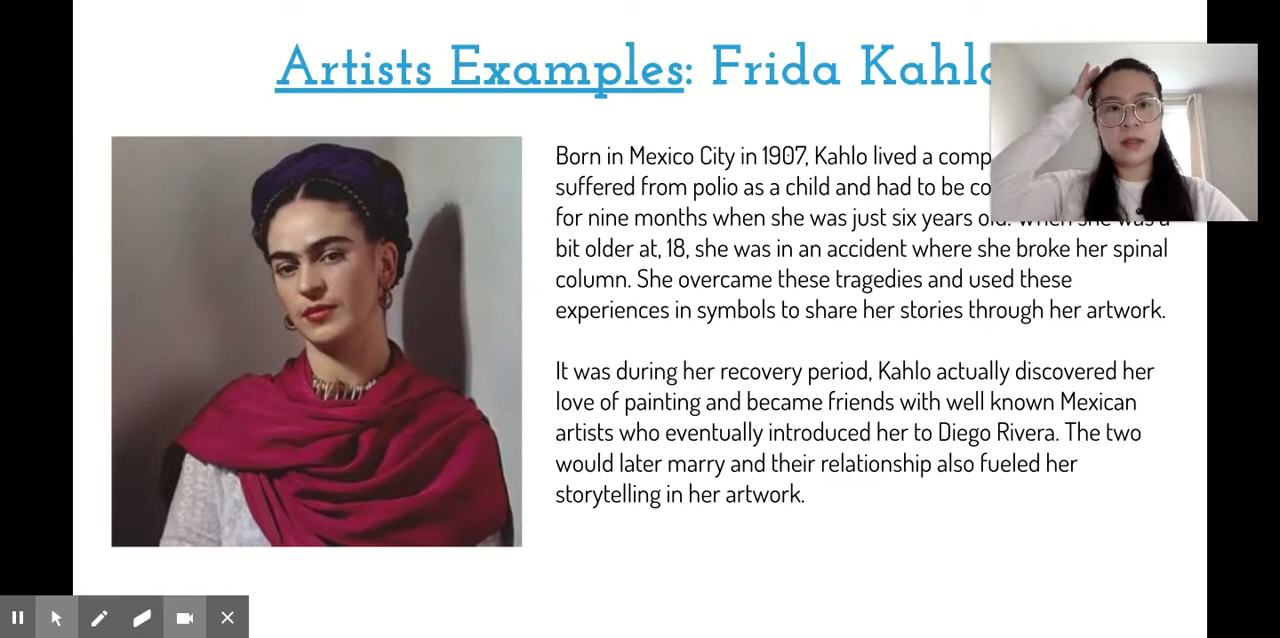 Artists Examples: Frida Kahlo
Born in Mexico City in 1907, Kahlo lived a
suffered from polio as a child and had to be
for nine months when she was just six years old. When she was a
bit older at, 18, she was in an accident where she broke her spinal
column. She overcame these tragedies and used these
experiences in symbols to share her stories through her artwork.
It was during her recovery period, Kahlo actually discovered her
love of painting and became friends with well known Mexican
artists who eventually introduced her to Diego Rivera. The two
would later marry and their relationship also fueled her
storytelling in her artwork.